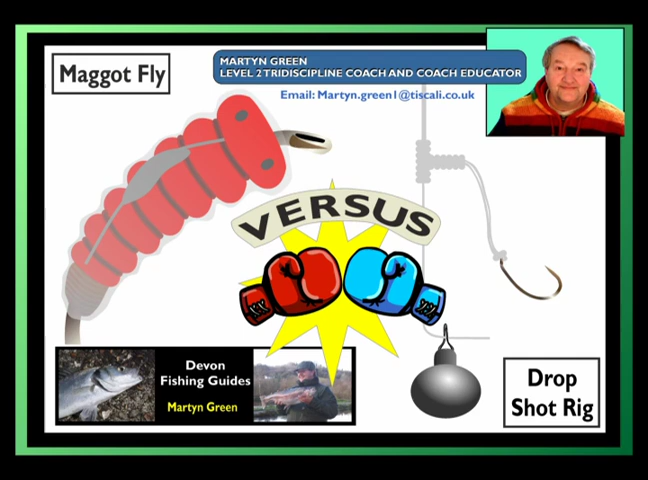 Maggot Fly
MARTYN GREEN
LEVEL 2 TRIDISCIPLINE COACH AND COACH EDUCATOR
Email: Martyn.green1@tiscali.co.uk
VERSUS
Devon
Fishing Guides
Martyn Green
Drop
Shot Rig